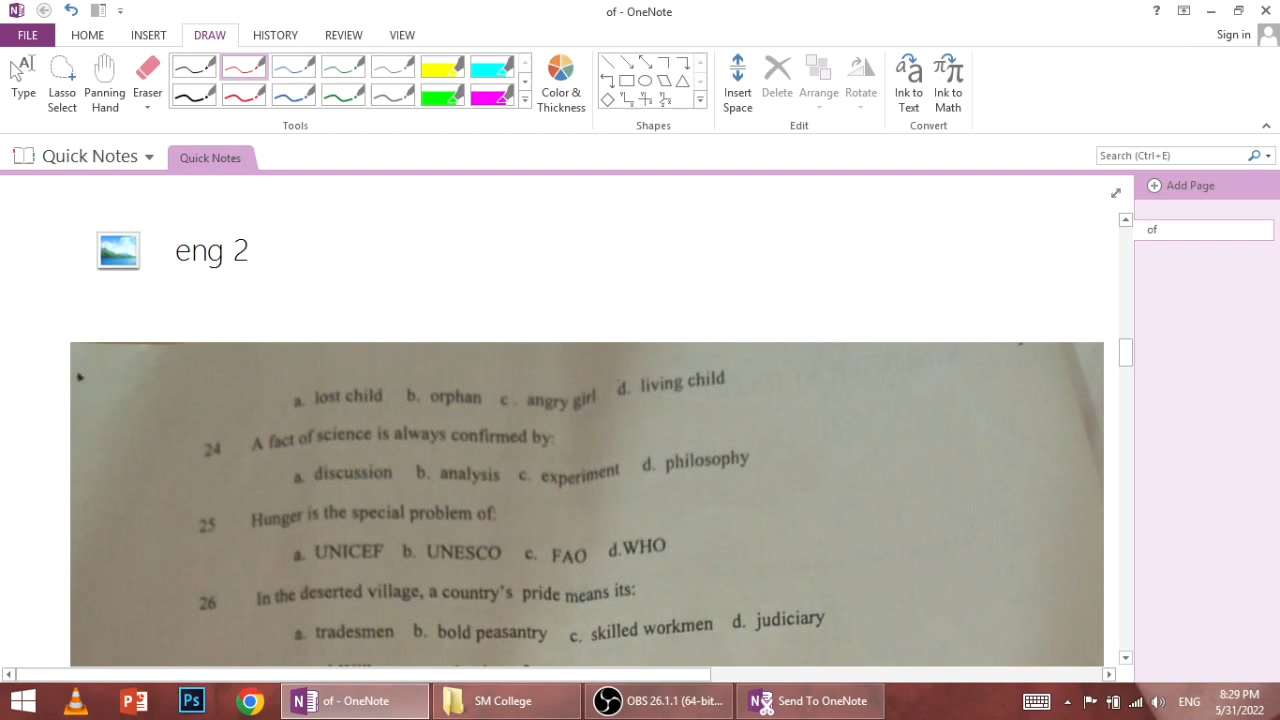 of - OneNote
?
Sign in
FILE HOME INSERT DRAW HISTORY REVIEW VIEW
Type
Lasso Select
Panning Hand
Eraser
Color & Thickness
Insert Space
Delete
Arrange
Rotate
Ink to Text
Ink to Math
Tools
Shapes
Edit
Convert
Quick Notes
Quick Notes
Search (Ctrl+E)
Add Page
of
eng 2
a. lost child b. orphan c . angry girl d. living child
24 A fact of science is always confirmed by:
a. discussion b. analysis c. experiment d. philosophy
25 Hunger is the special problem of:
a. UNICEF b. UNESCO c. FAO d.WHO
26 In the deserted village, a country's pride means its:
a. tradesmen b. bold peasantry c. skilled workmen d. judiciary
of - OneNote
SM College
OBS 26.1.1 (64-bit...
Send To OneNote
ENG
8:29 PM
5/31/2022